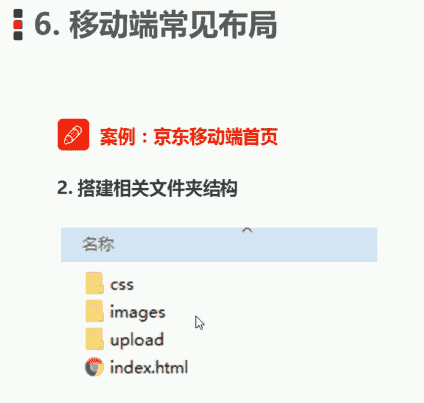 6. 移动端常见布局
案例：京东移动端首页
2. 搭建相关文件夹结构
名称
css
images
upload
index.html